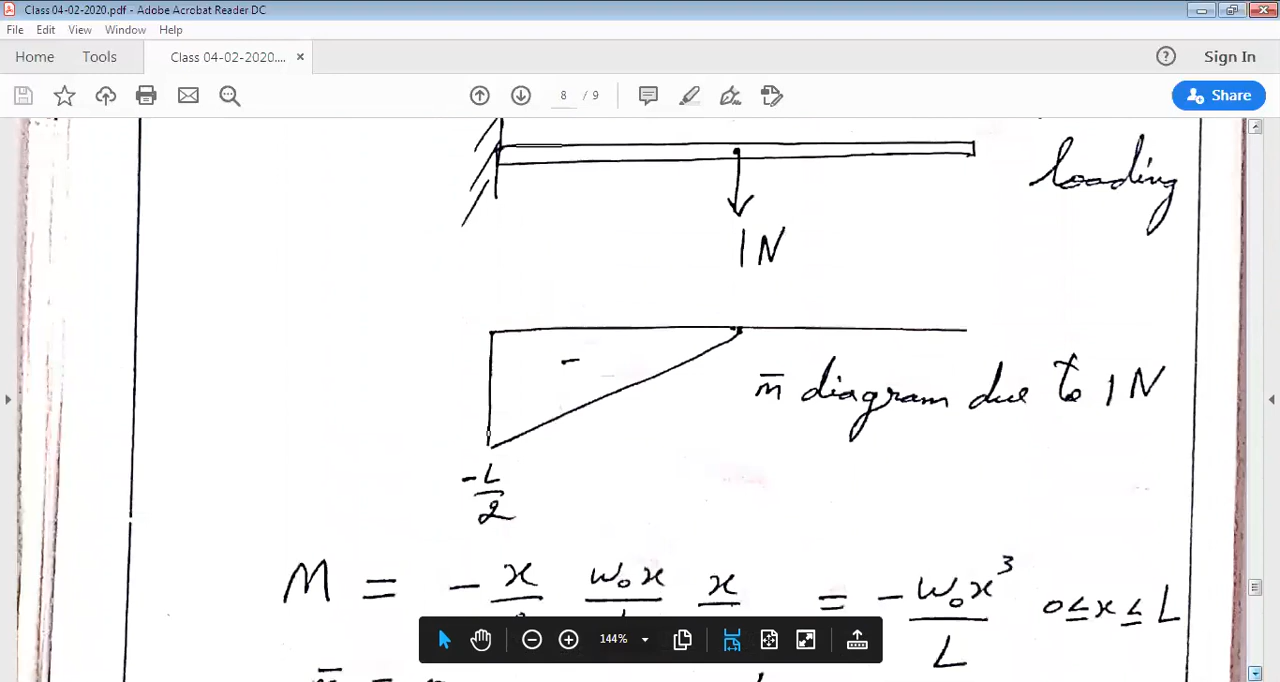 Class 04-02-2020.pdf - Adobe Acrobat Reader DC
File Edit View Window Help
Home Tools Class 04-02-2020.... × Sign In
8 / 9 Share
loading
1N
-
m̄ diagram due to 1N
-L/2
M = - x w₀x x = - w₀x³/L 0≤x≤L
144%
m̄ =